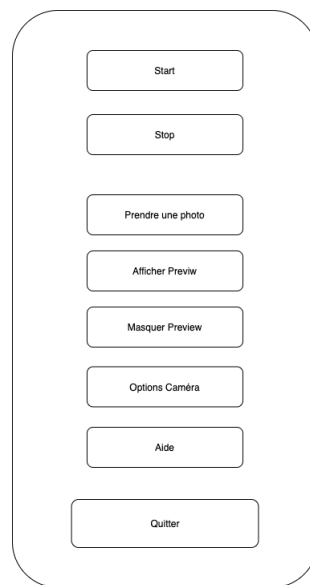 Start
Stop
Prendre une photo
Afficher Previw
Masquer Preview
Options Caméra
Aide
Quitter